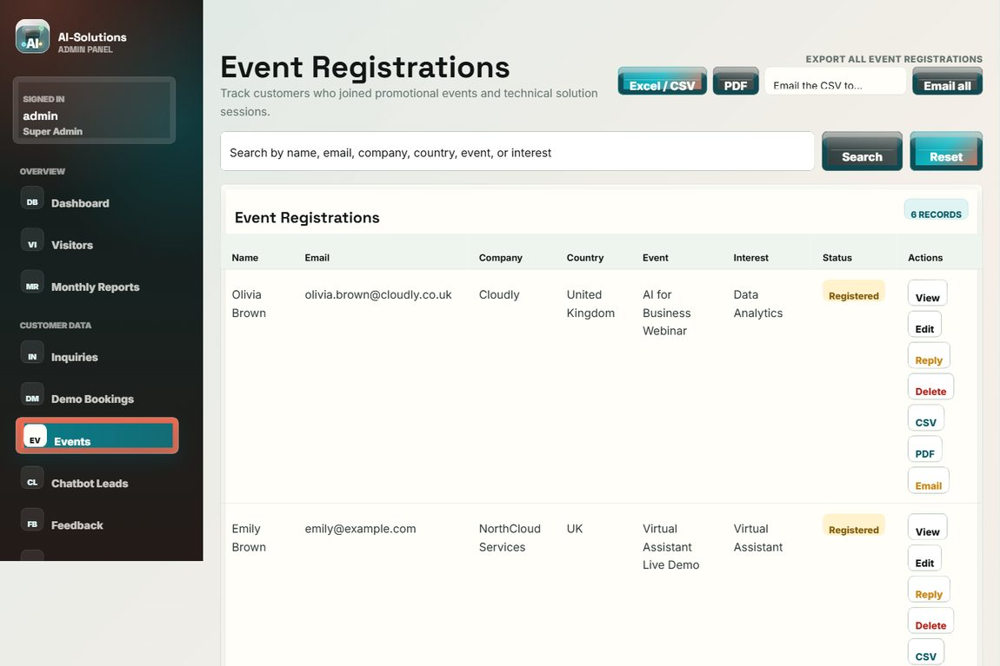 AI
AI-Solutions
ADMIN PANEL
SIGNED IN
admin
Super Admin
OVERVIEW
DB Dashboard
VI Visitors
MR Monthly Reports
CUSTOMER DATA
IN Inquiries
DM Demo Bookings
EV Events
CL Chatbot Leads
FB Feedback
Event Registrations
Track customers who joined promotional events and technical solution
sessions.
EXPORT ALL EVENT REGISTRATIONS
Excel / CSV PDF Email the CSV to... Email all
Search by name, email, company, country, event, or interest Search Reset
Event Registrations 6 RECORDS
Name Email Company Country Event Interest Status Actions
Olivia olivia.brown@cloudly.co.uk Cloudly United AI for Data Registered View
Brown Kingdom Business Analytics
Webinar
Edit
Reply
Delete
CSV
PDF
Email
Emily emily@example.com NorthCloud UK Virtual Virtual Registered View
Brown Services Assistant Assistant
Live Demo
Edit
Reply
Delete
CSV